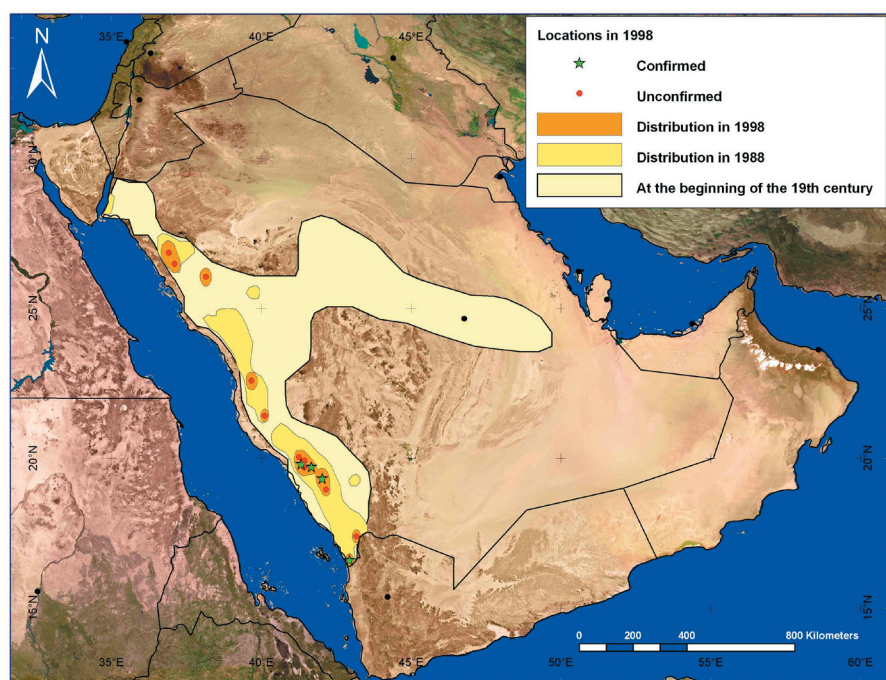 35°E
40°E
45°E
N
Locations in 1998
Confirmed
Unconfirmed
Distribution in 1998
Distribution in 1988
At the beginning of the 19th century
30°N
25°N
25°N
20°N
20°N
15°N
15°N
0 200 400 800 Kilometers
35°E
40°E
45°E
50°E
55°E
60°E